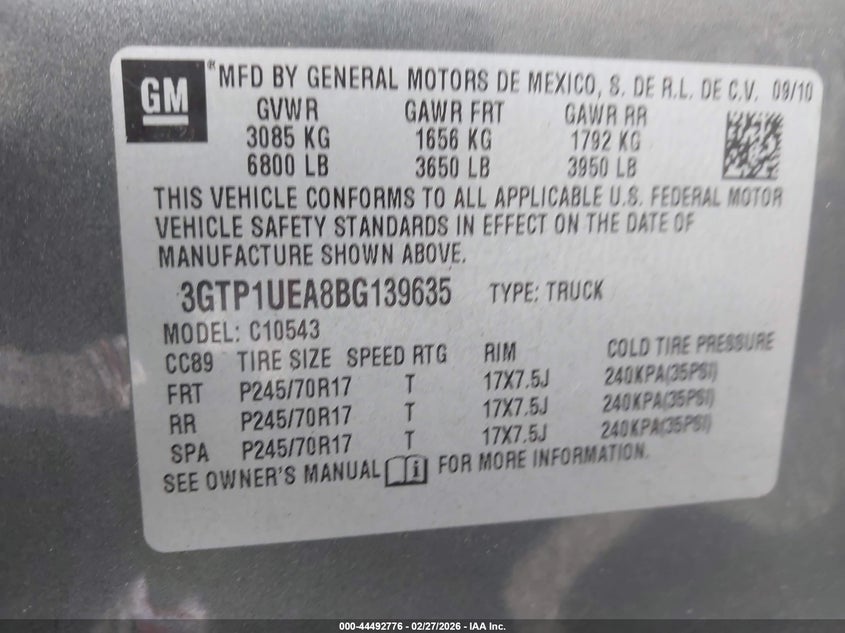 GM
MFD BY GENERAL MOTORS DE MEXICO, S. DE R.L. DE C.V. 09/10
GVWR GAWR FRT GAWR RR
3085 KG 1656 KG 1792 KG
6800 LB 3650 LB 3950 LB
THIS VEHICLE CONFORMS TO ALL APPLICABLE U.S. FEDERAL MOTOR
VEHICLE SAFETY STANDARDS IN EFFECT ON THE DATE OF
MANUFACTURE SHOWN ABOVE.
3GTP1UEA8BG139635 TYPE: TRUCK
MODEL: C10543
CC89 TIRE SIZE SPEED RTG RIM COLD TIRE PRESSURE
FRT P245/70R17 T 17X7.5J 240KPA(35PSI)
RR P245/70R17 T 17X7.5J 240KPA(35PSI)
SPA P245/70R17 T 17X7.5J 240KPA(35PSI)
SEE OWNER'S MANUAL i FOR MORE INFORMATION.
000-44492776 - 02/27/2026 - IAA Inc.